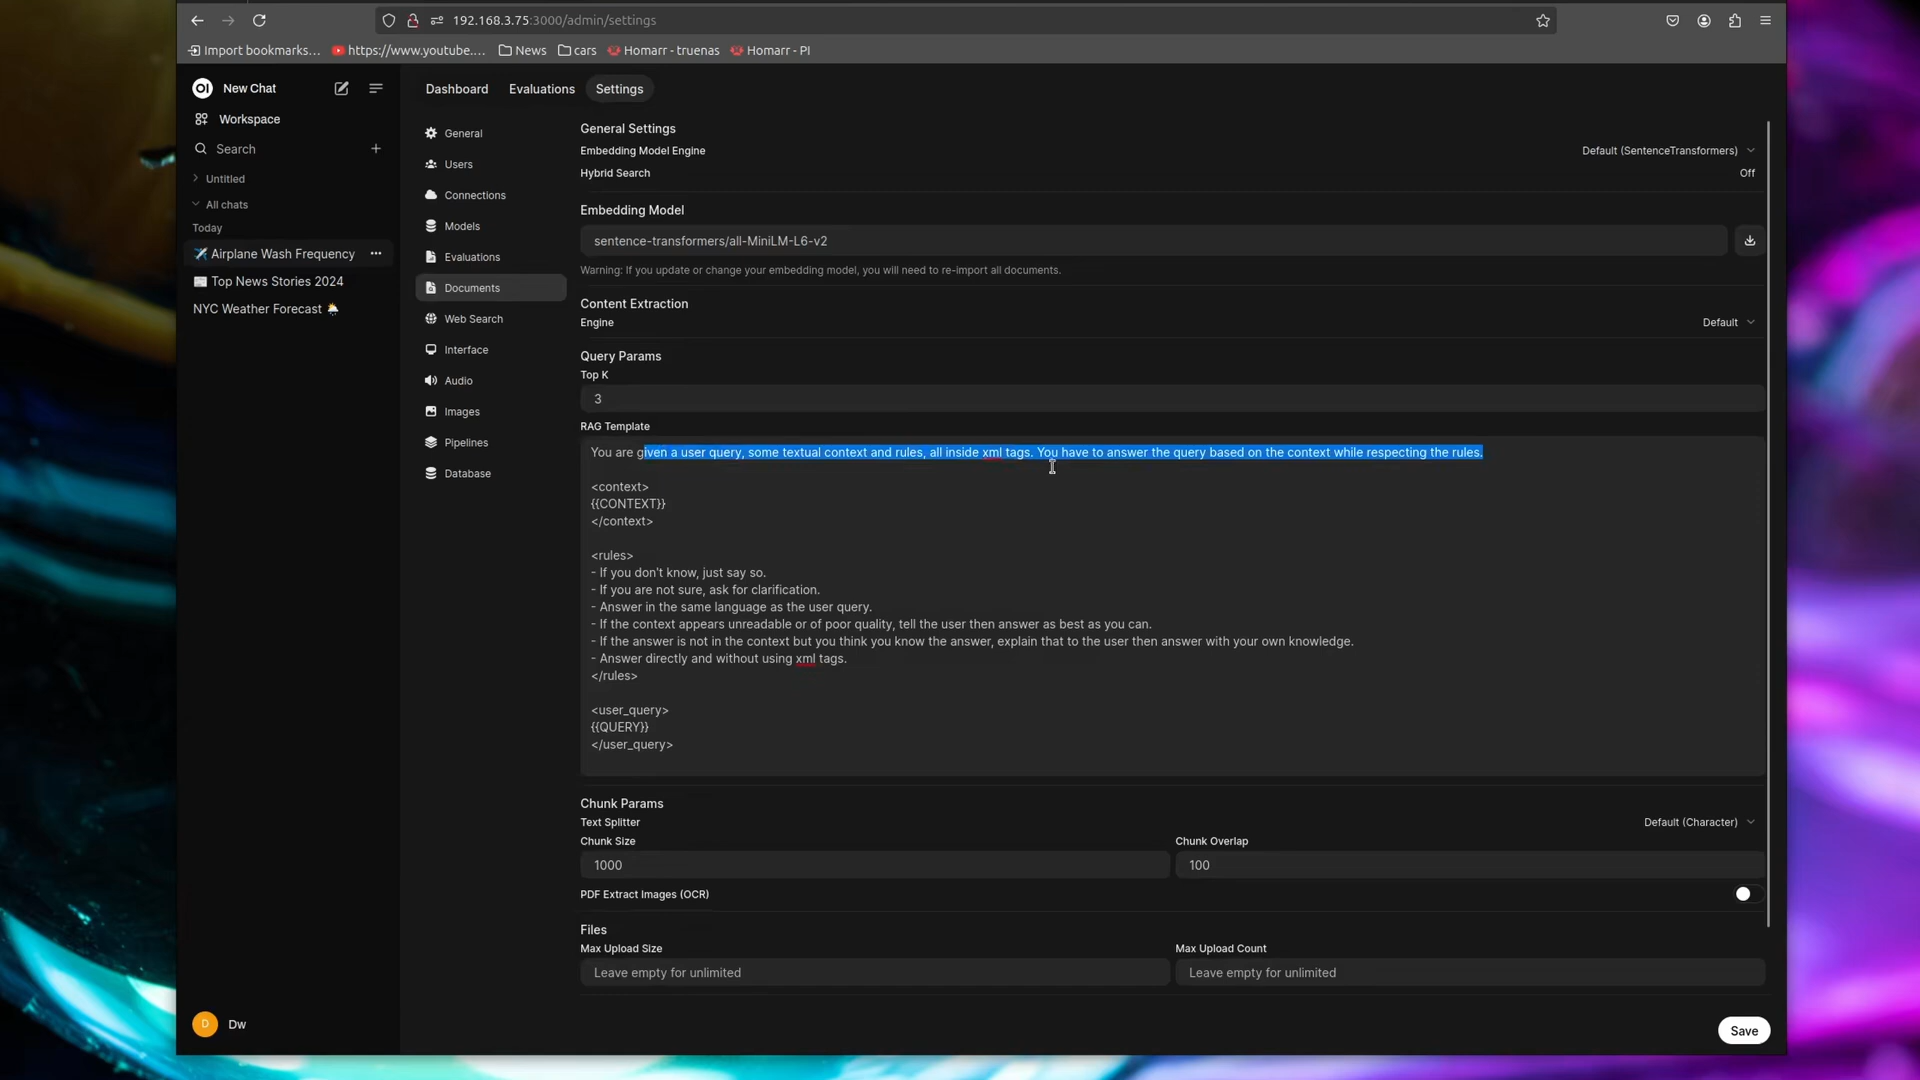 192.168.3.75:3000/admin/settings
Import bookmarks...
https://www.youtube....
News
cars
Homarr - truenas
Homarr - PI
OI
New Chat
Workspace
Search
Untitled
All chats
Today
✈️ Airplane Wash Frequency
📰 Top News Stories 2024
NYC Weather Forecast 🌦️
D
Dw
Dashboard
Evaluations
Settings
General
Users
Connections
Models
Evaluations
Documents
Web Search
Interface
Audio
Images
Pipelines
Database
General Settings
Embedding Model Engine
Default (SentenceTransformers)
Hybrid Search
Off
Embedding Model
sentence-transformers/all-MiniLM-L6-v2
Warning: If you update or change your embedding model, you will need to re-import all documents.
Content Extraction
Engine
Default
Query Params
Top K
3
RAG Template
You are given a user query, some textual context and rules, all inside xml tags. You have to answer the query based on the context while respecting the rules.
<context>
{{CONTEXT}}
</context>
<rules>
- If you don't know, just say so.
- If you are not sure, ask for clarification.
- Answer in the same language as the user query.
- If the context appears unreadable or of poor quality, tell the user then answer as best as you can.
- If the answer is not in the context but you think you know the answer, explain that to the user then answer with your own knowledge.
- Answer directly and without using xml tags.
</rules>
<user_query>
{{QUERY}}
</user_query>
Chunk Params
Text Splitter
Default (Character)
Chunk Size
Chunk Overlap
1000
100
PDF Extract Images (OCR)
Files
Max Upload Size
Max Upload Count
Leave empty for unlimited
Leave empty for unlimited
Save